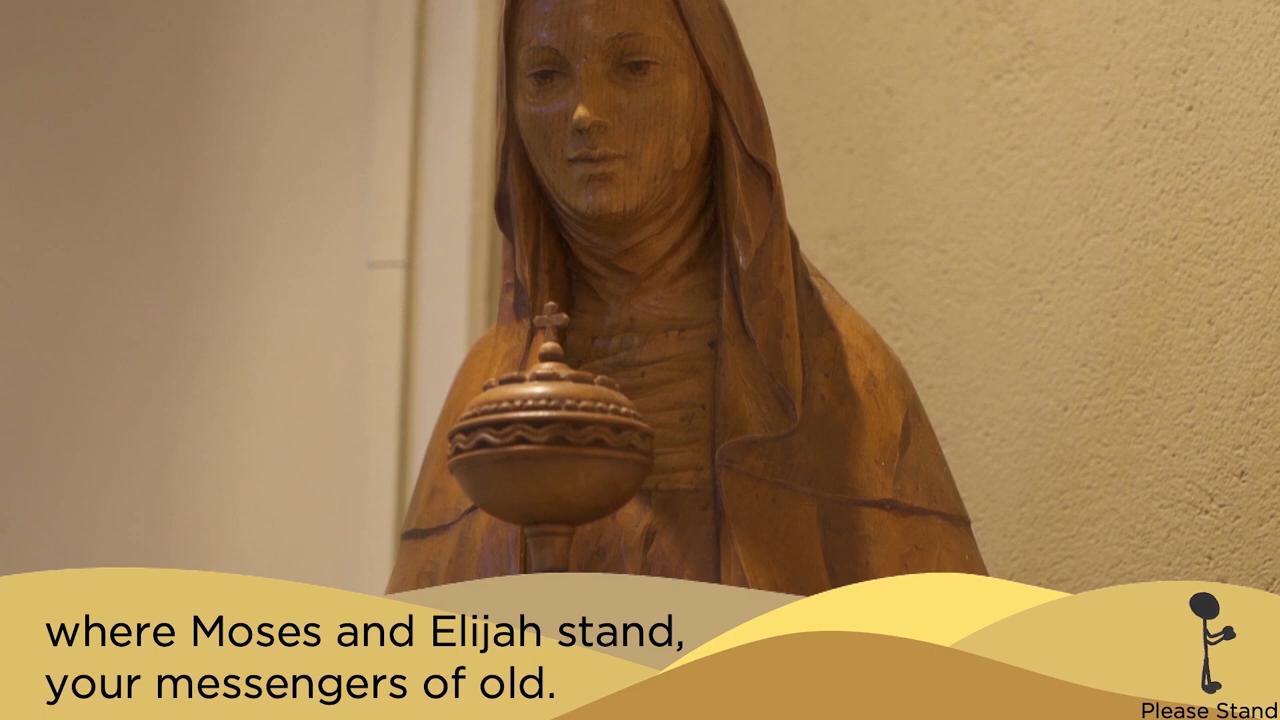 where Moses and Elijah stand,
your messengers of old.
Please Stand